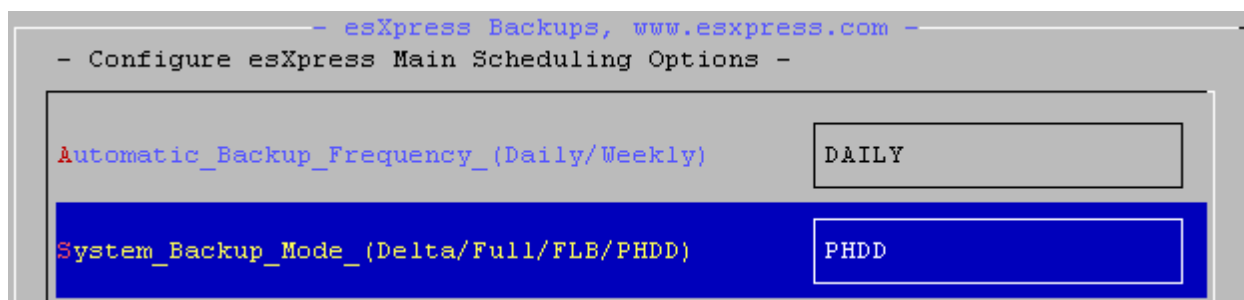 - esXpress Backups, www.esxpress.com -
- Configure esXpress Main Scheduling Options -
Automatic_Backup_Frequency_(Daily/Weekly) DAILY
System_Backup_Mode_(Delta/Full/FLB/PHDD) PHDD